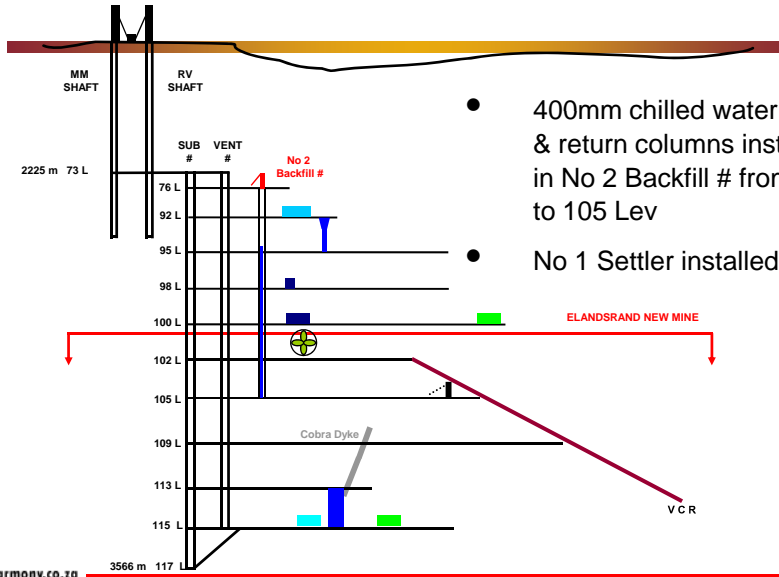 MM
SHAFT
RV
SHAFT
400mm chilled water
& return columns
in No 2 Backfill #
to 105 Lev
No 1 Settler installed
SUB
#
VENT
#
No 2
Backfill #
2225 m 73 L
76 L
92 L
95 L
98 L
100 L
ELANDSRAND NEW MINE
102 L
105 L
Cobra Dyke
109 L
113 L
V C R
115 L
3566 m 117 L